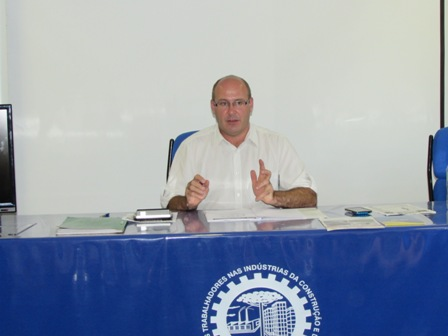 S TRABALHADORES NAS INDÚSTRIAS DA CONSTRUÇÃO E D